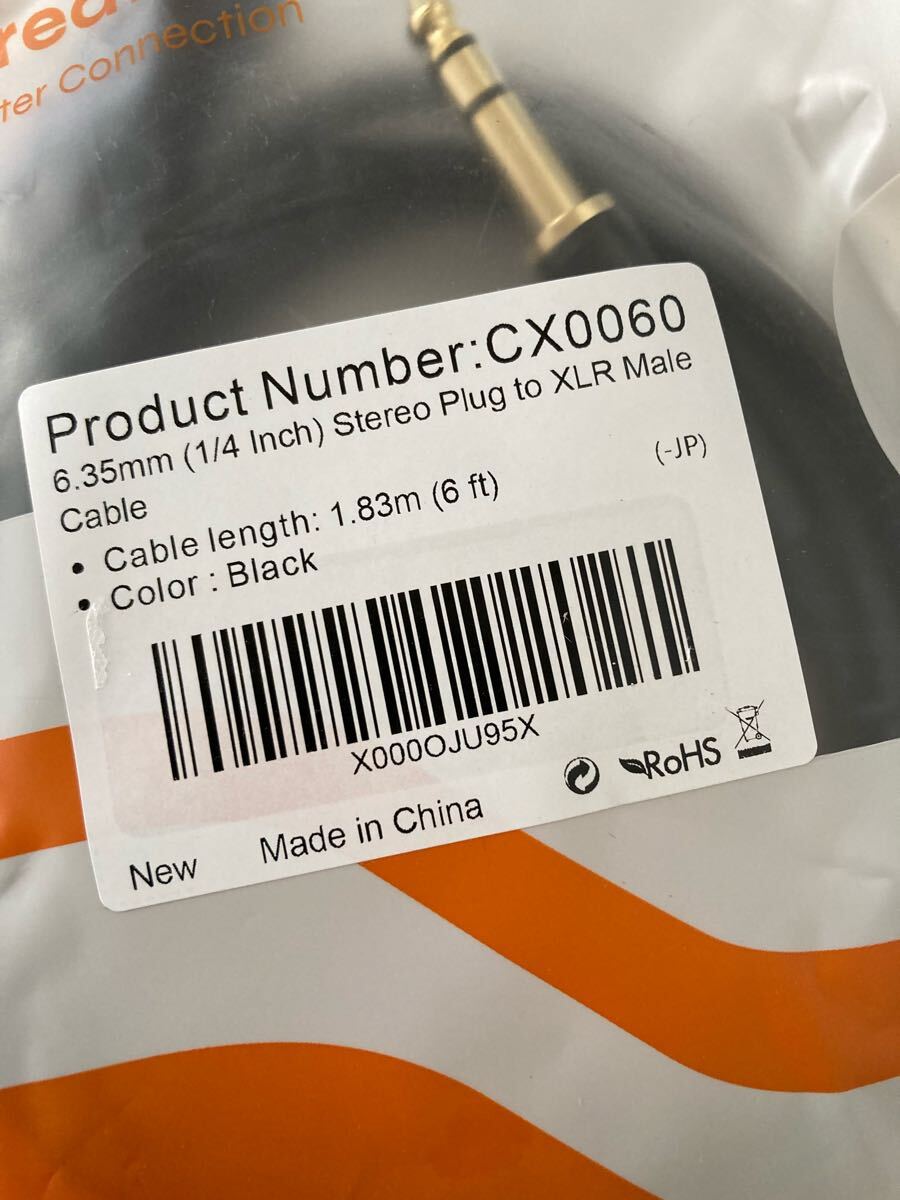 Connection
Product Number:CX0060
6.35mm (1/4 Inch) Stereo Plug to XLR Male
Cable
(-JP)
• Cable length: 1.83m (6 ft)
• Color : Black
X000OJU95X
RoHS
New Made in China